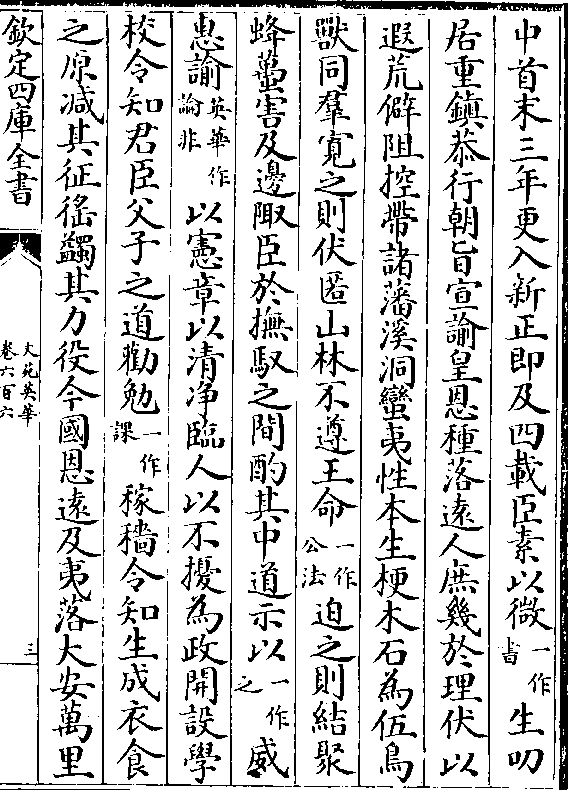 中首末三年更入新正即及四載臣素以微一作書生叨
居重鎮恭行朝旨宣諭皇恩種落遠人庶幾於理伏以
遐荒僻阻控帶諸藩溪洞蠻夷性本生梗木石為伍鳥
獸同羣寬之則伏匿山林不遵王命一作公法迫之則結聚
蜂蠆害及邊陬臣於撫馭之間酌其中道示以一作之威
惠諭英華作論非以憲章以清净臨人以不擾為政開設學
校令知君臣父子之道勸勉一作課稼穡令知生成衣食
之原减其征徭蠲其力役今國恩遠及夷落大安萬里
欽定四庫全書
文苑英華
卷六百六
三